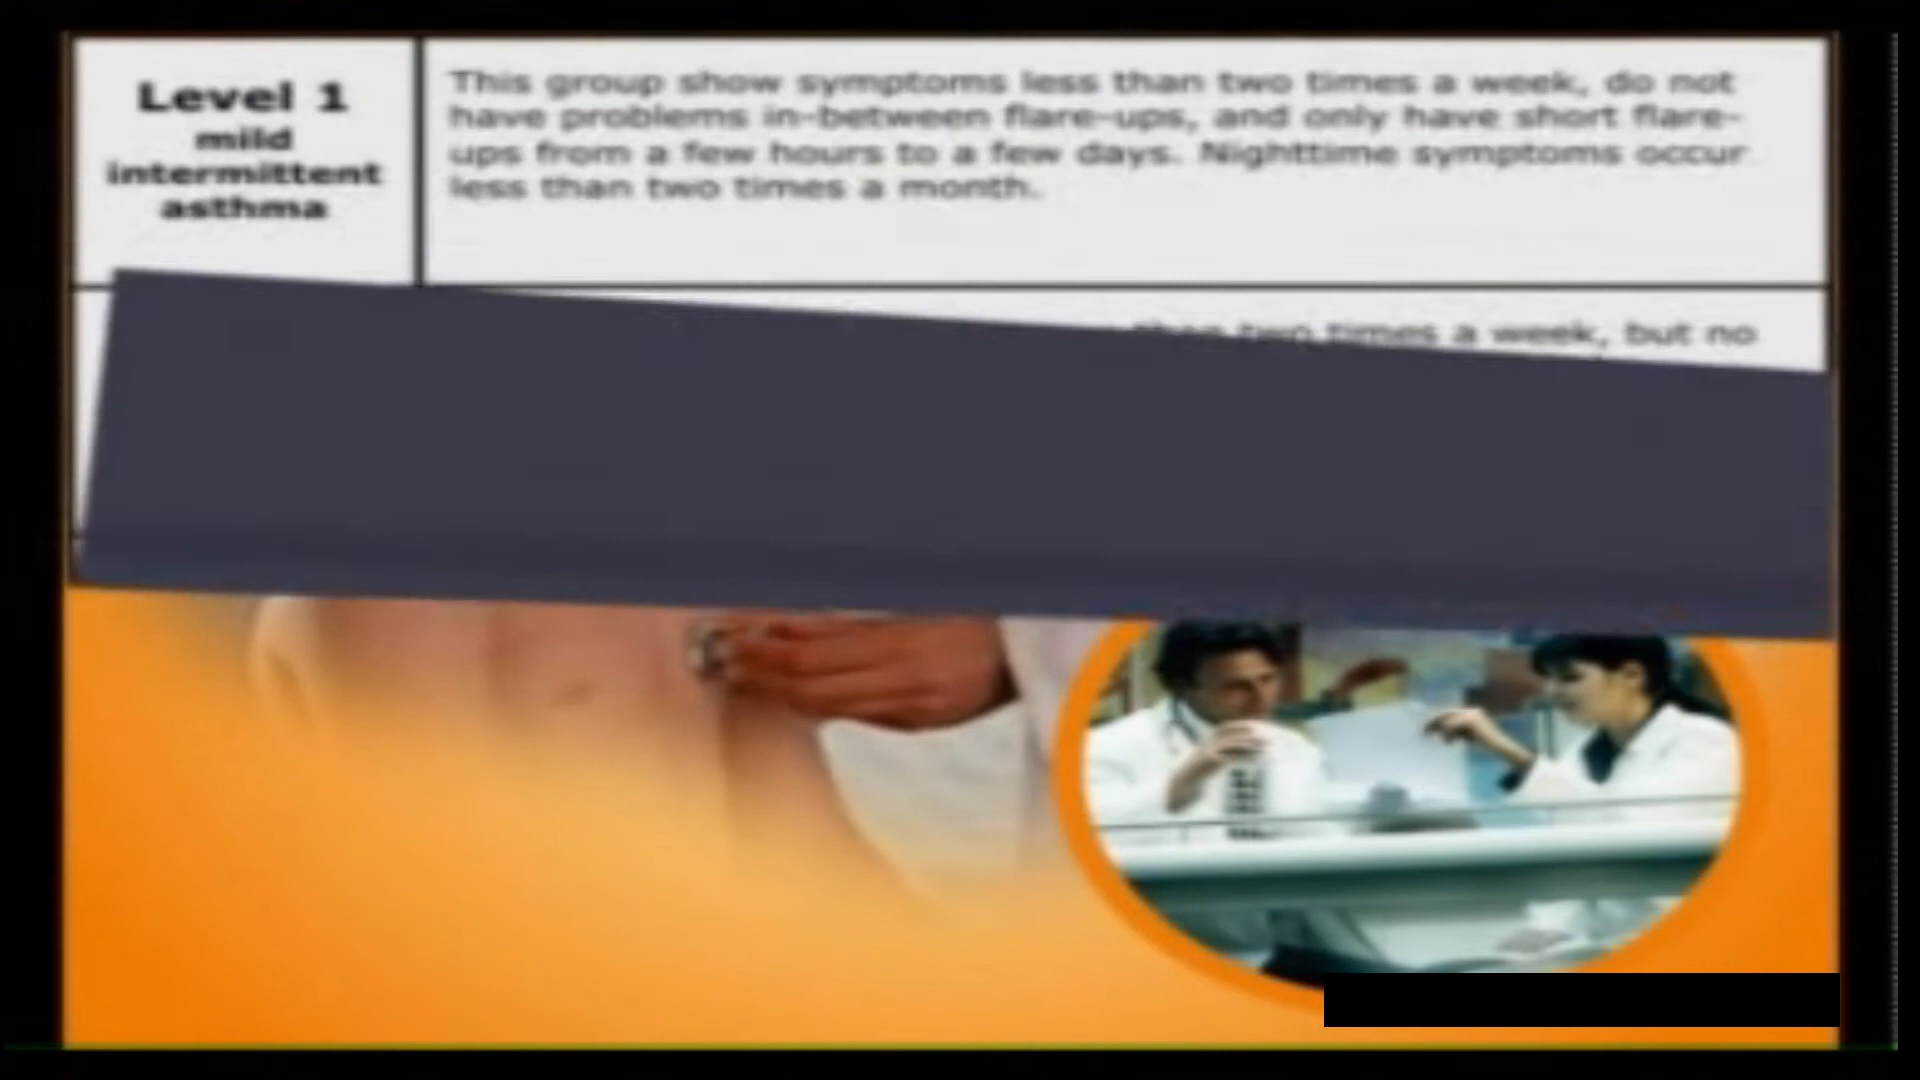 Level 1
mild
intermittent
asthma
This group show symptoms less than two times a week, do not
have problems in-between flare-ups, and only have short flare-
ups from a few hours to a few days. Nighttime symptoms occur
less than two times a month.
than two times a week, but no